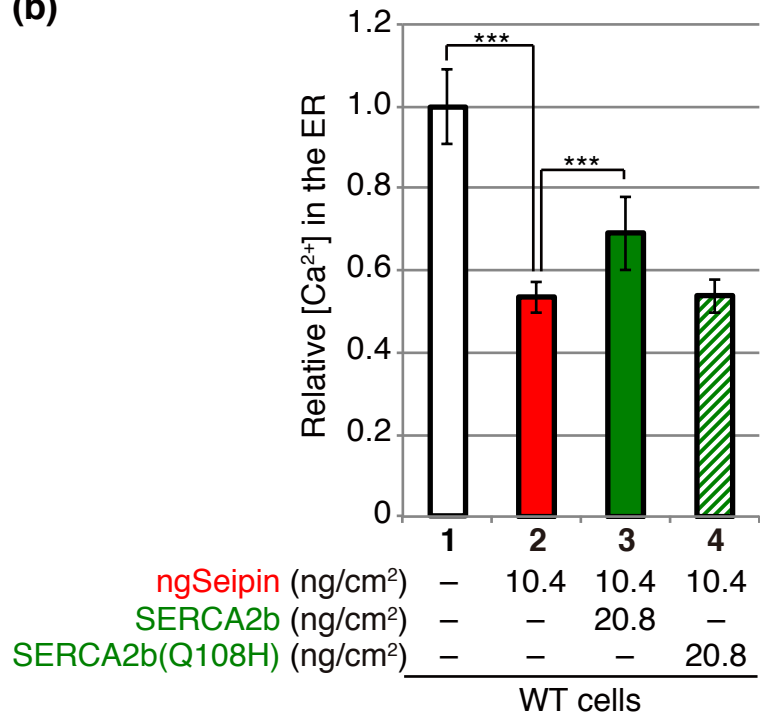 (b)
1.2
***
1.0
***
0.8
0.6
0.4
0.2
0
Relative [Ca²⁺] in the ER
1 2 3 4
ngSeipin (ng/cm²) – 10.4 10.4 10.4
SERCA2b (ng/cm²) – – 20.8 –
SERCA2b(Q108H) (ng/cm²) – – – 20.8
WT cells